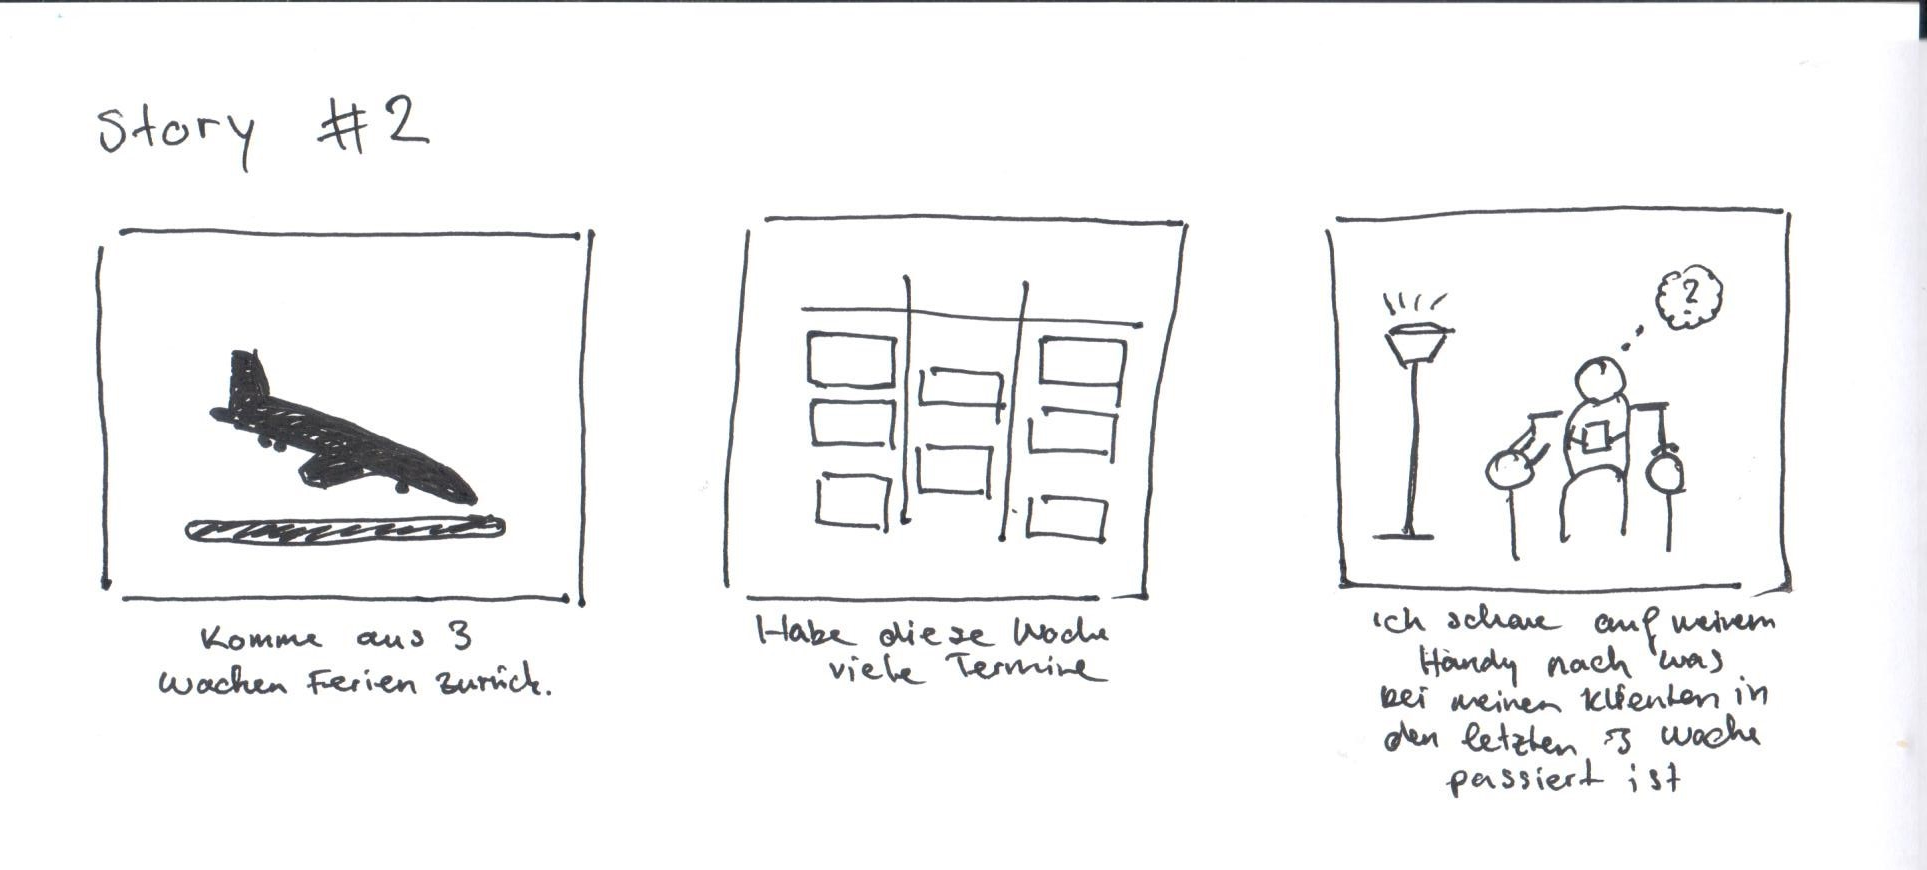 Story #2
Komme aus 3
Wochen Ferien zurück.
Habe diese Woche
viele Termine
?
ich schaue auf meinem
Handy nach was
bei meinen Klienten in
den letzten 3 Woche
passiert ist